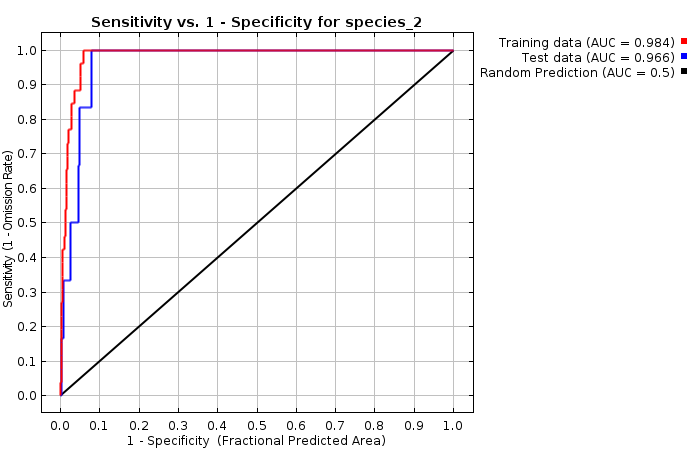 Sensitivity vs. 1 - Specificity for species_2
Training data (AUC = 0.984)
Test data (AUC = 0.966)
Random Prediction (AUC = 0.5)
Sensitivity (1 - Omission Rate)
1.0
0.9
0.8
0.7
0.6
0.5
0.4
0.3
0.2
0.1
0.0
0.0 0.1 0.2 0.3 0.4 0.5 0.6 0.7 0.8 0.9 1.0
1 - Specificity (Fractional Predicted Area)